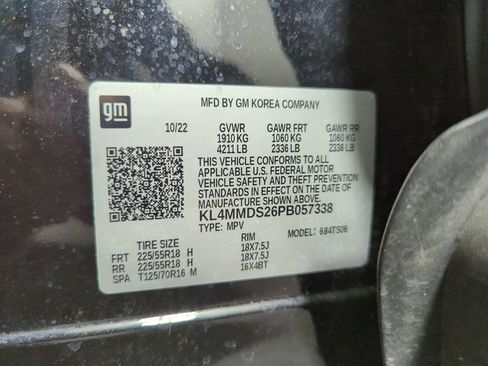 gm
MFD BY GM KOREA COMPANY
10/22 GVWR GAWR FRT GAWR RR
1910 KG 1060 KG 1060 KG
4211 LB 2336 LB 2336 LB
THIS VEHICLE CONFORMS TO ALL
APPLICABLE U.S. FEDERAL MOTOR
VEHICLE SAFETY AND THEFT PREVENTION
STANDARDS IN EFFECT ON THE DATE OF
MANUFACTURE SHOWN ABOVE.
KL4MMDS26PB057338
TYPE: MPV MODEL: 684TS06
TIRE SIZE RIM
FRT 225/55R18 H 18X7.5J
RR 225/55R18 H 18X7.5J
SPA T125/70R16 M 16X4BT